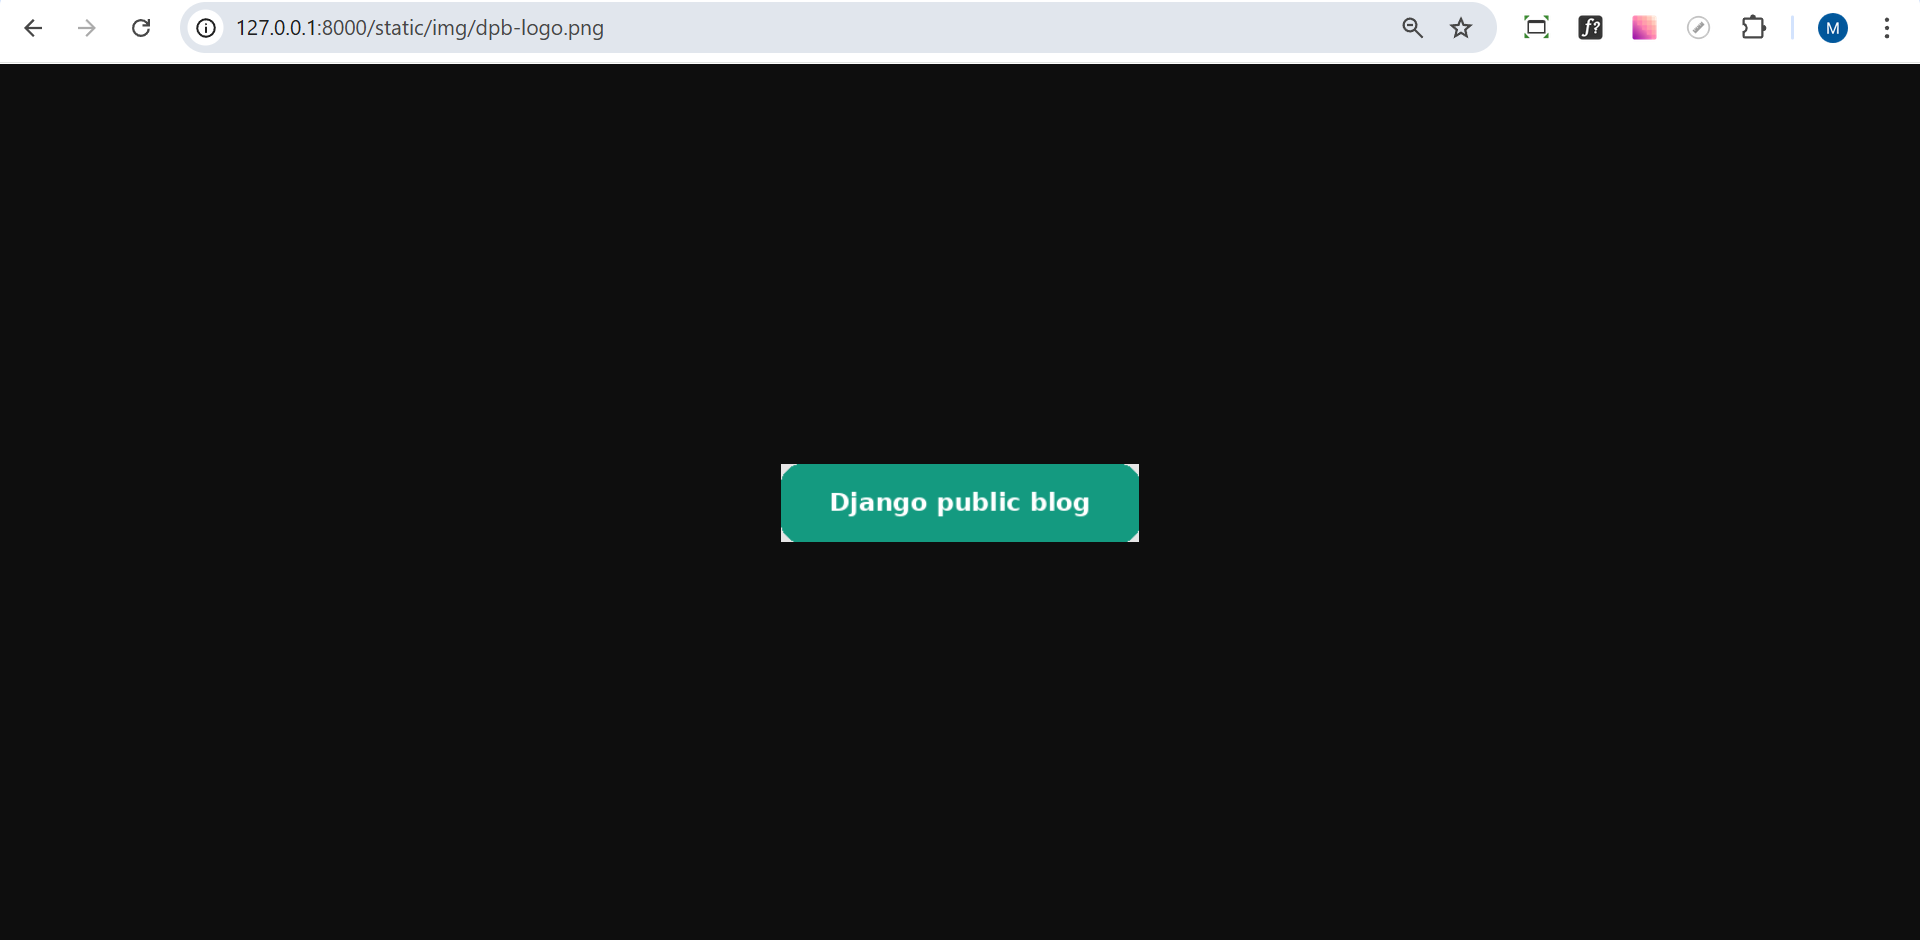 127.0.0.1:8000/static/img/dpb-logo.png
f?
M
Django public blog